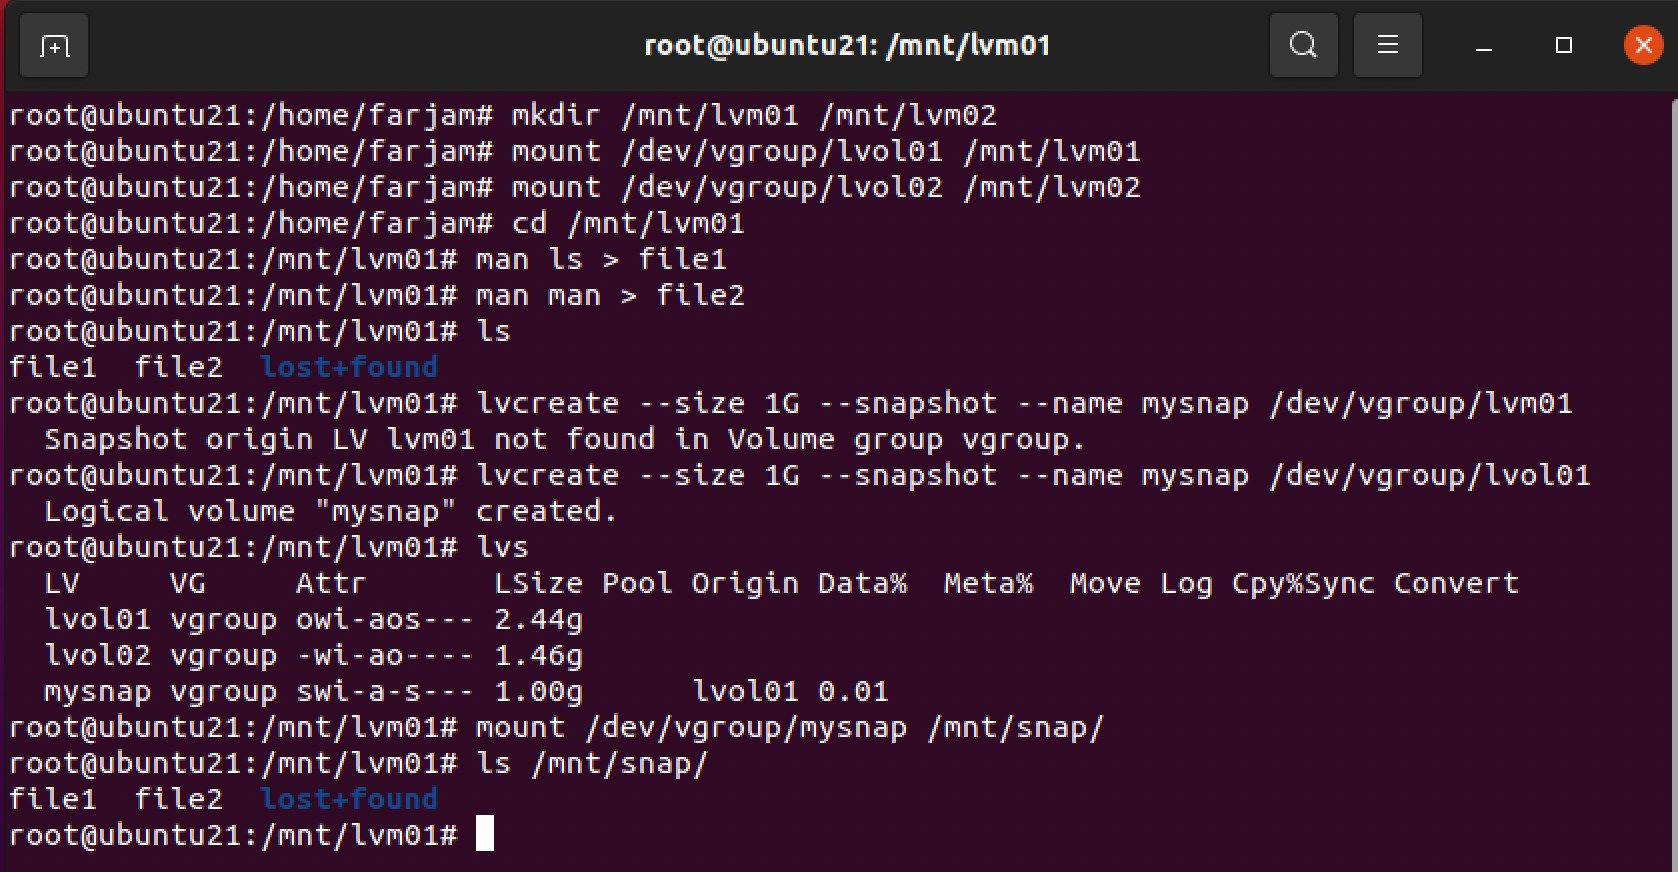 root@ubuntu21: /mnt/lvm01
root@ubuntu21:/home/farjam# mkdir /mnt/lvm01 /mnt/lvm02
root@ubuntu21:/home/farjam# mount /dev/vgroup/lvol01 /mnt/lvm01
root@ubuntu21:/home/farjam# mount /dev/vgroup/lvol02 /mnt/lvm02
root@ubuntu21:/home/farjam# cd /mnt/lvm01
root@ubuntu21:/mnt/lvm01# man ls > file1
root@ubuntu21:/mnt/lvm01# man man > file2
root@ubuntu21:/mnt/lvm01# ls
file1  file2  lost+found
root@ubuntu21:/mnt/lvm01# lvcreate --size 1G --snapshot --name mysnap /dev/vgroup/lvm01
  Snapshot origin LV lvm01 not found in Volume group vgroup.
root@ubuntu21:/mnt/lvm01# lvcreate --size 1G --snapshot --name mysnap /dev/vgroup/lvol01
  Logical volume "mysnap" created.
root@ubuntu21:/mnt/lvm01# lvs
  LV     VG     Attr       LSize Pool Origin Data%  Meta%  Move Log Cpy%Sync Convert
  lvol01 vgroup owi-aos--- 2.44g
  lvol02 vgroup -wi-ao---- 1.46g
  mysnap vgroup swi-a-s--- 1.00g      lvol01 0.01
root@ubuntu21:/mnt/lvm01# mount /dev/vgroup/mysnap /mnt/snap/
root@ubuntu21:/mnt/lvm01# ls /mnt/snap/
file1  file2  lost+found
root@ubuntu21:/mnt/lvm01#